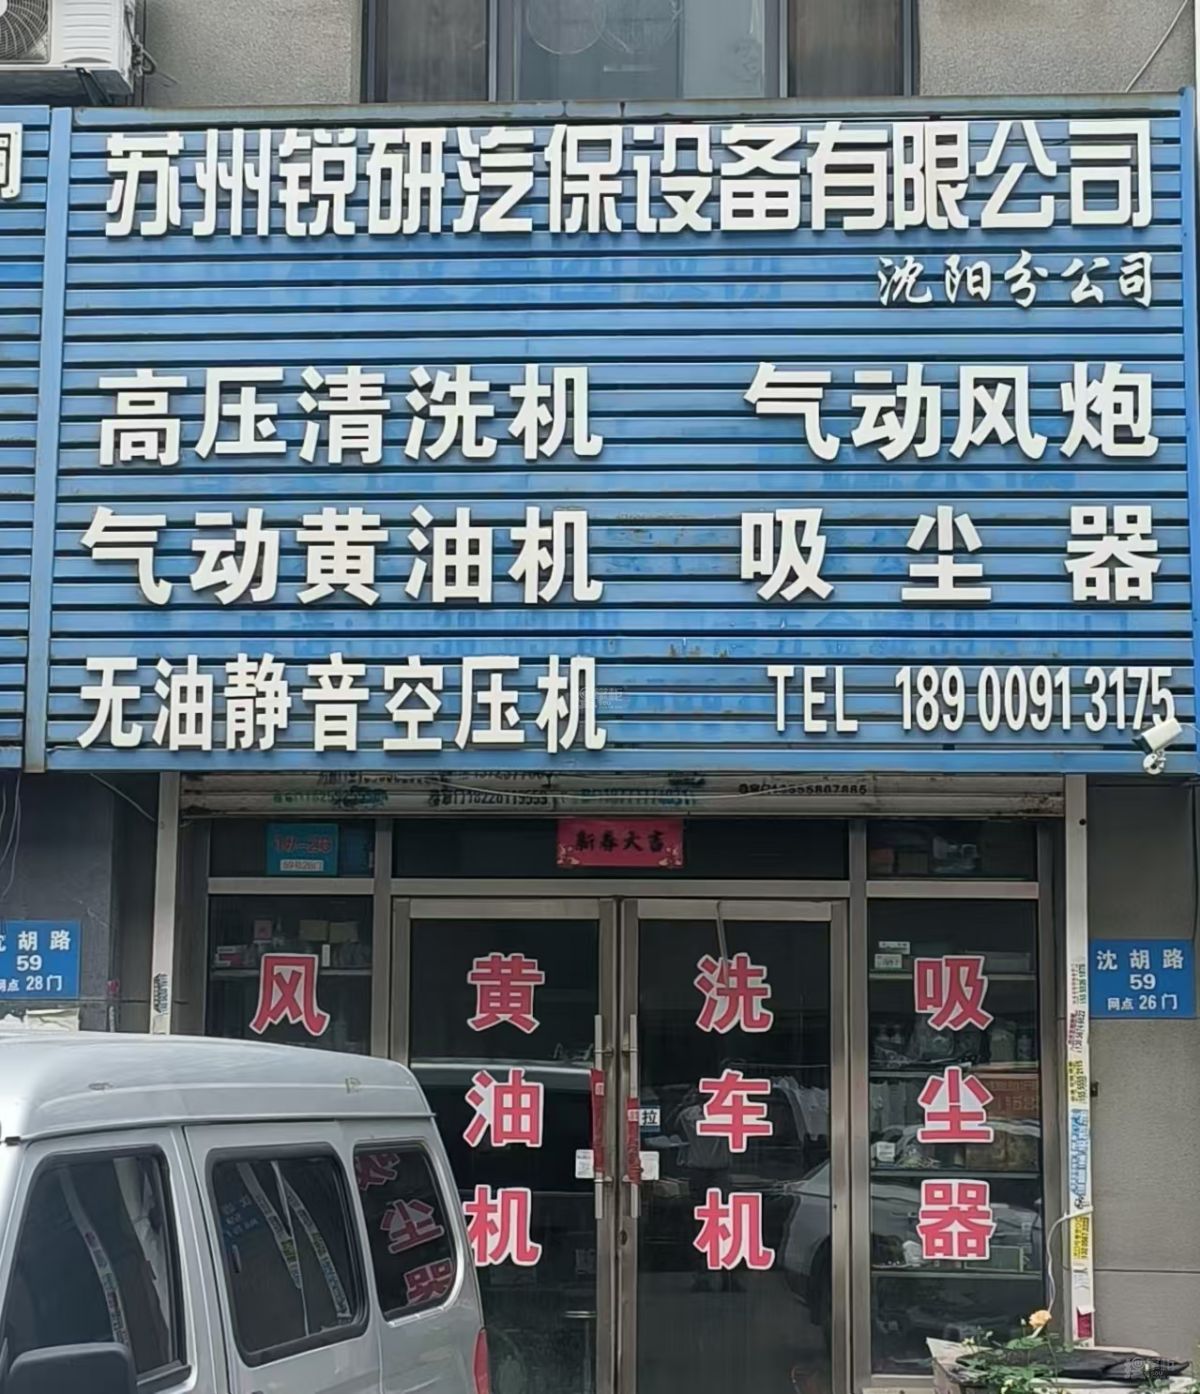 苏州锐研汽保设备有限公司
沈阳分公司
高压清洗机 气动风炮
气动黄油机 吸尘器
无油静音空压机 TEL 18900913175
新春大吉
沈胡路
59
网点 28门
沈胡路
59
网点 26门
风
黄油机
洗车机
吸尘器
拉